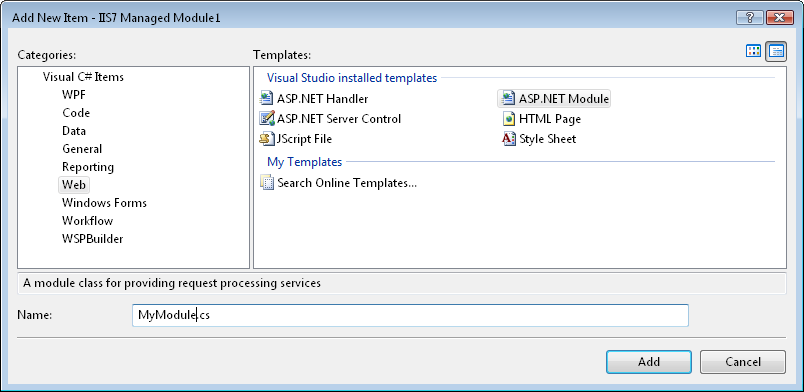 Add New Item - IIS7 Managed Module1
Categories:
Templates:
Visual C# Items
WPF
Code
Data
General
Reporting
Web
Windows Forms
Workflow
WSPBuilder
Visual Studio installed templates
ASP.NET Handler
ASP.NET Module
ASP.NET Server Control
HTML Page
JScript File
Style Sheet
My Templates
Search Online Templates...
A module class for providing request processing services
Name:
MyModule.cs
Add
Cancel